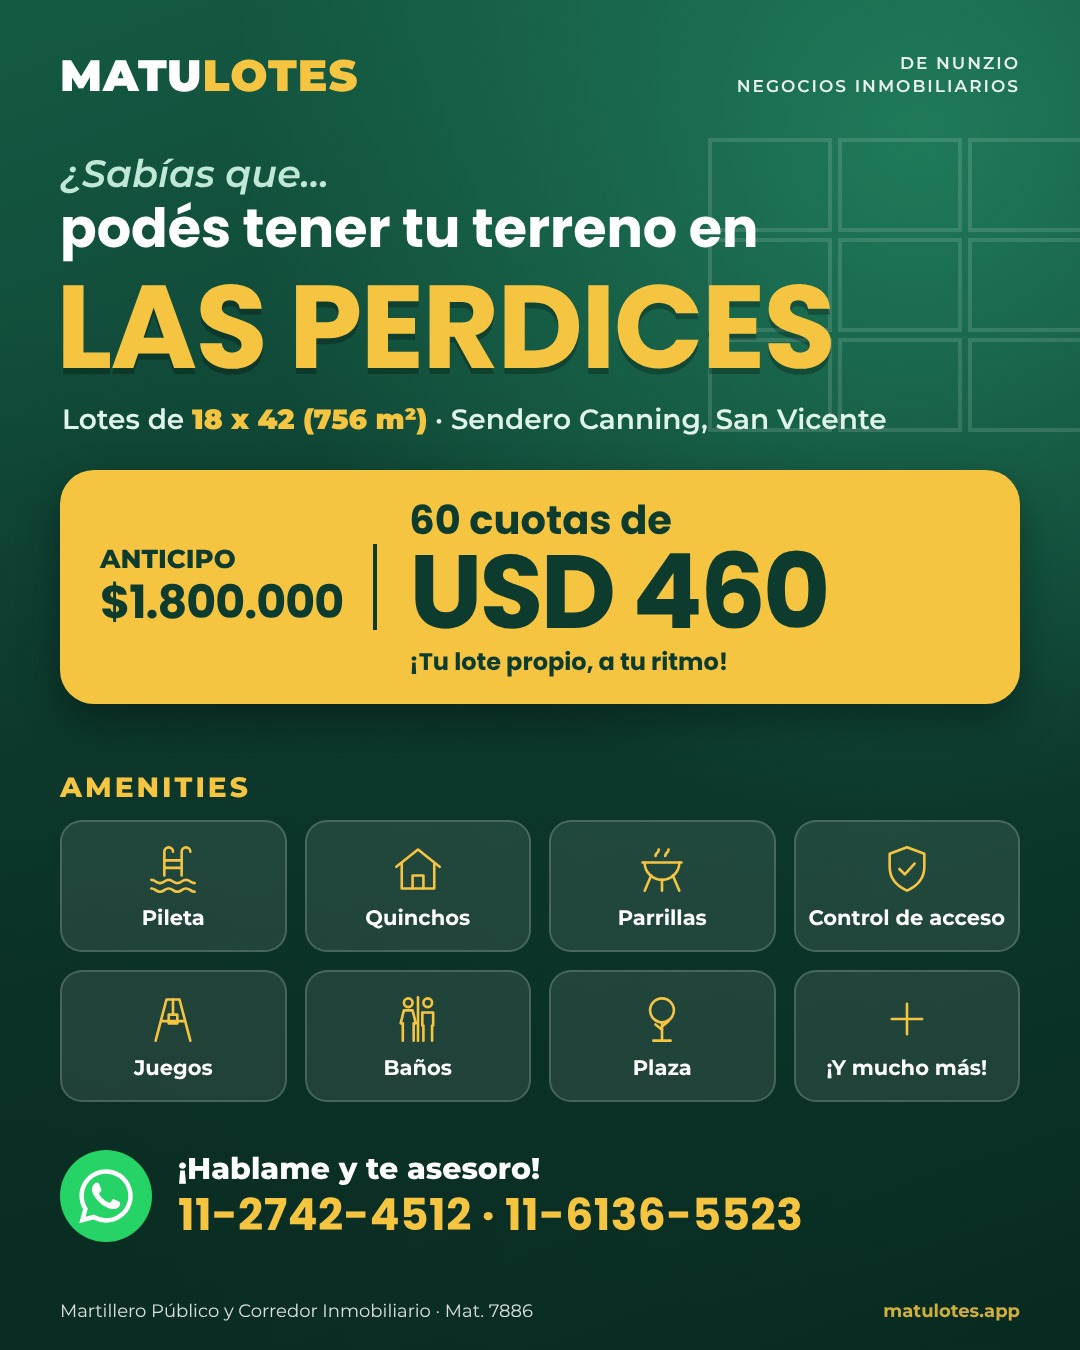 MATULOTES
DE NUNZIO
NEGOCIOS INMOBILIARIOS
¿Sabías que...
podés tener tu terreno en
LAS PERDICES
Lotes de 18 x 42 (756 m²) · Sendero Canning, San Vicente
60 cuotas de
ANTICIPO
USD 460
$1.800.000
¡Tu lote propio, a tu ritmo!
AMENITIES
Pileta
Quinchos
Parrillas
Control de acceso
Juegos
Baños
Plaza
¡Y mucho más!
¡Hablame y te asesoro!
11-2742-4512 · 11-6136-5523
Martillero Público y Corredor Inmobiliario · Mat. 7886
matulotes.app